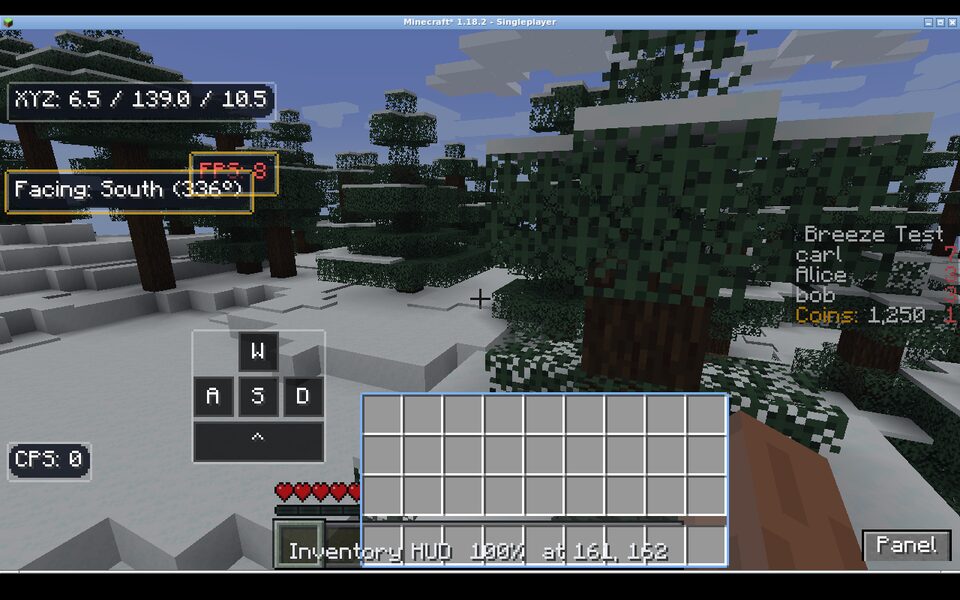 Minecraft* 1.18.2 - Singleplayer
XYZ: 6.5 / 139.0 / 10.5
FPS: 8
Facing: South (336°)
Breeze Test
carl
Alice
bob
Coins: 1,250
W
A S D
^
CPS: 0
Inventory HUD 100% at 161, 162
Panel